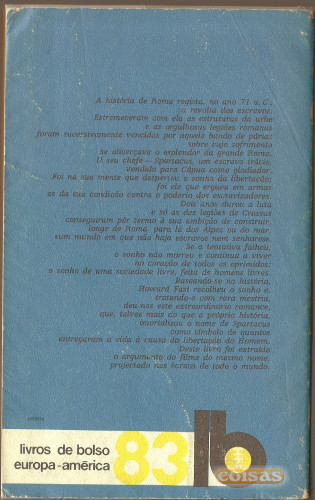 A história de Roma regista, no ano 71 a. C.,
a revolta dos escravos.
Estremeceram com ela as estruturas da urbe
e as orgulhosas legiões romanas
foram sucessivamente vencidas por aquele bando de párias
sobre cujo sofrimento
se alicerçava o esplendor da grande Roma.
O seu chefe — Spartacus, um escravo trácio
vendido para Cápua como gladiador.
Foi na sua mente que despertou o sonho da libertação;
foi ele que ergueu em armas
os da sua condição contra o poderio dos escravizadores.
Dois anos durou a luta
e só as dez legiões de Crassus
conseguiram pôr termo à sua ambição de construir,
longe de Roma, para lá dos Alpes ou do mar,
«um mundo em que não haja escravos nem senhores».
Se a tentativa falhou,
o sonho não morreu e continua a viver
no coração de todos os oprimidos:
o sonho de uma sociedade livre, feita de homens livres.
Baseando-se na história,
Howard Fast recolheu o sonho e,
tratando-o com rara mestria,
deu-nos este extraordinário romance,
que, talvez mais do que a própria história,
imortalizou o nome de Spartacus
como símbolo de quantos
entregaram a vida à causa da libertação do Homem.
Deste livro foi extraído
o argumento do filme do mesmo nome,
projectado nos écrans de todo o mundo.
livros de bolso
europa-américa
83
b
coisas